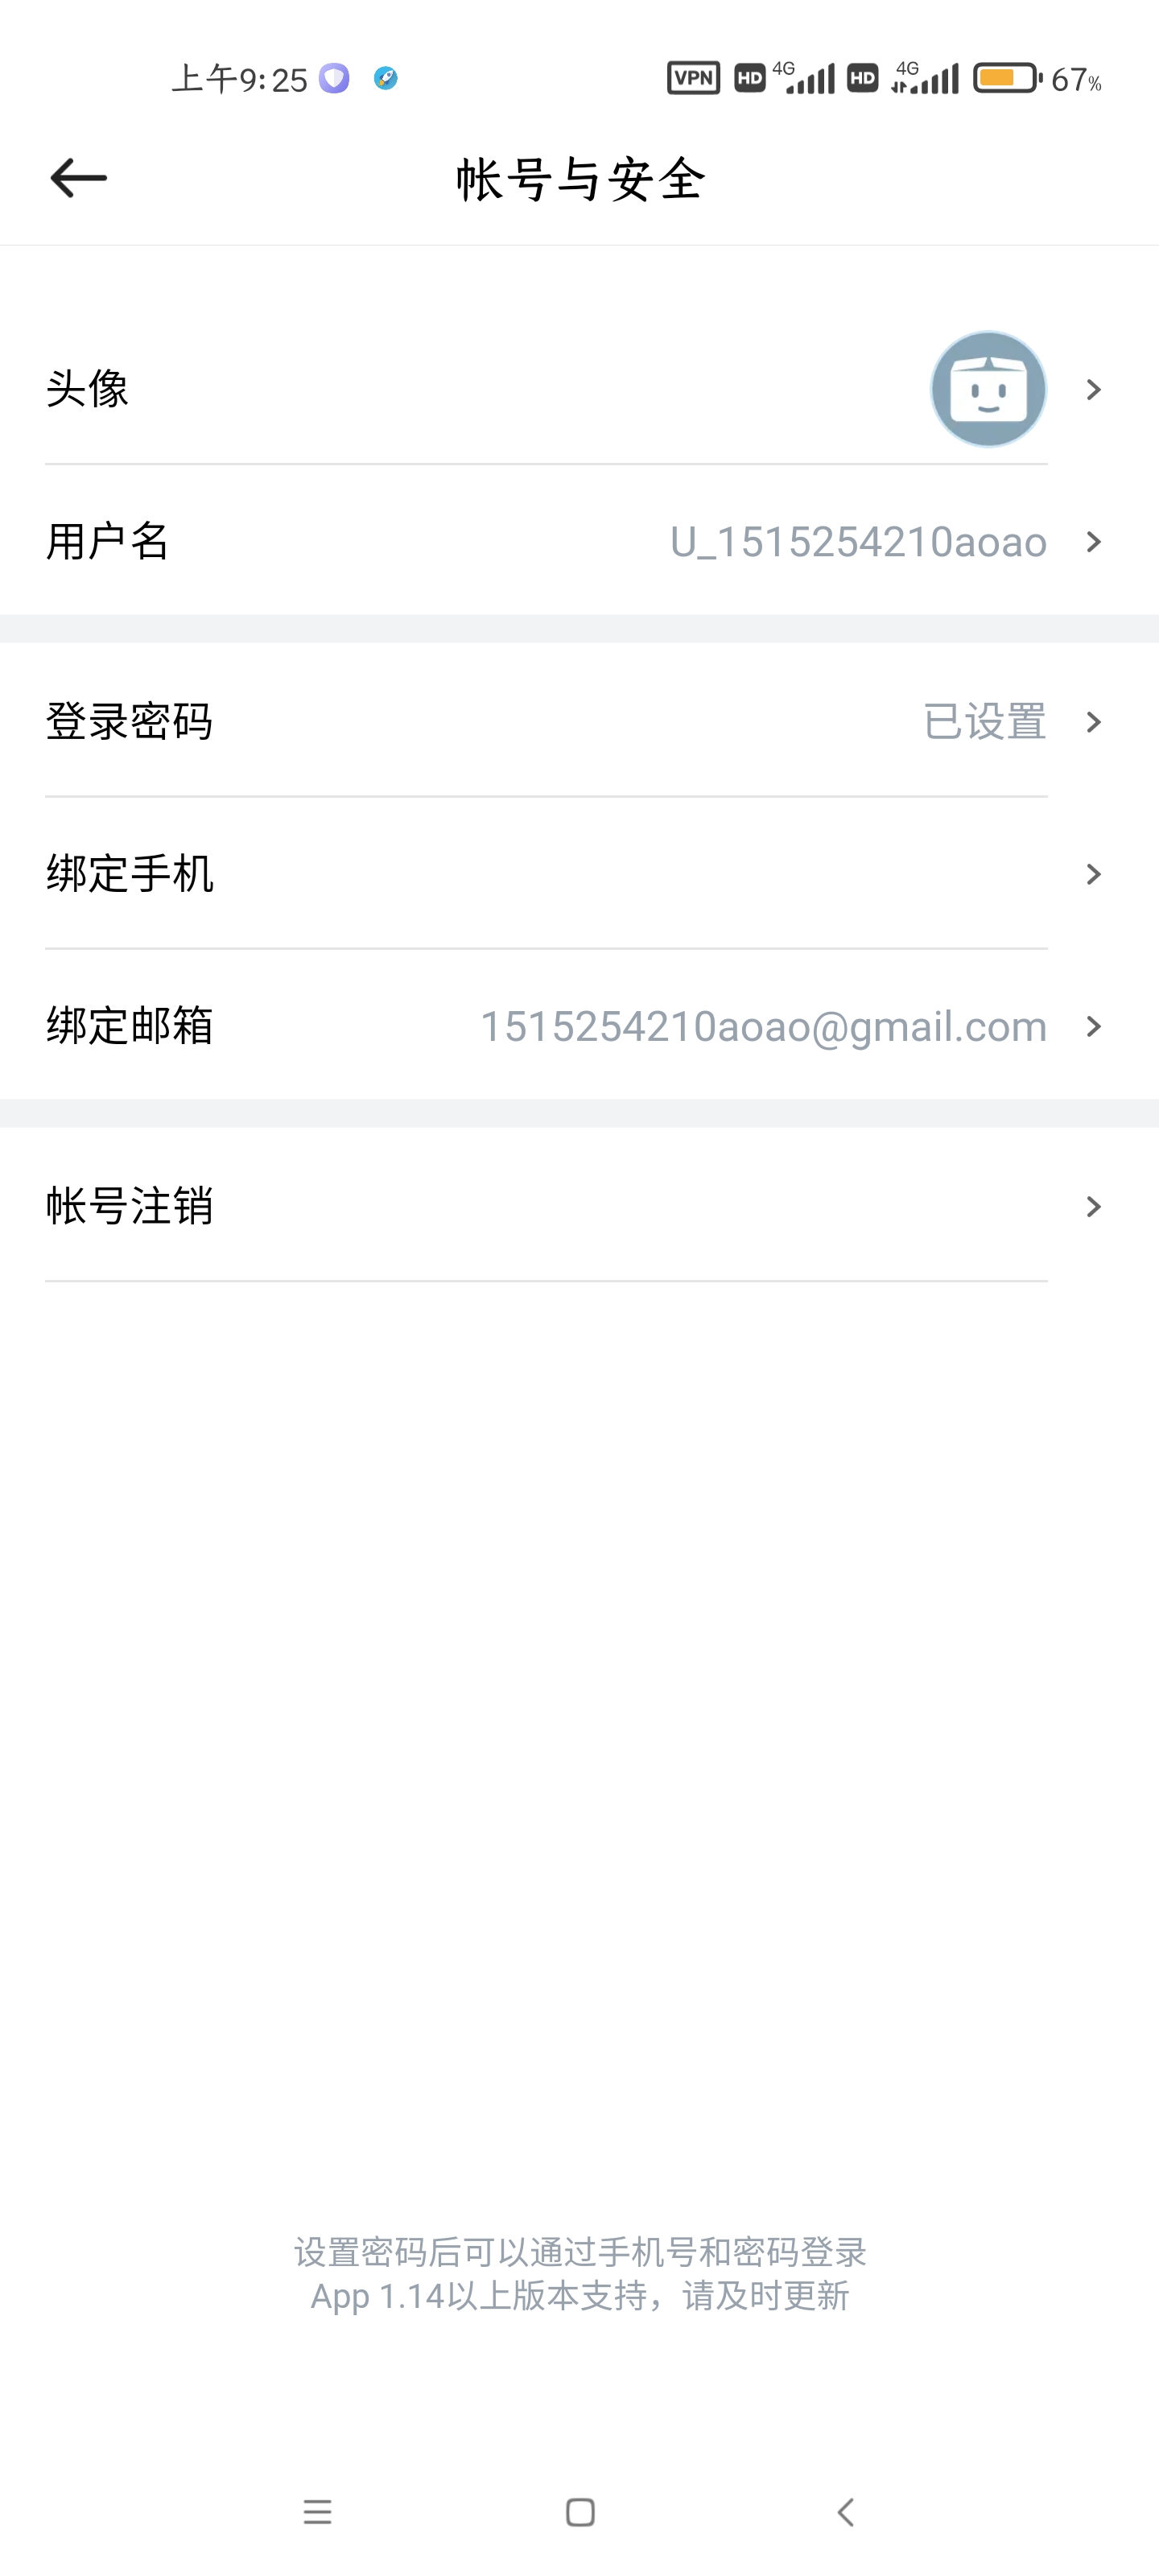 上午9:25 VPN HD 4G HD 4G 67%
帐号与安全
头像
用户名 U_1515254210aoao
登录密码 已设置
绑定手机
绑定邮箱 1515254210aoao@gmail.com
帐号注销
设置密码后可以通过手机号和密码登录
App 1.14以上版本支持，请及时更新